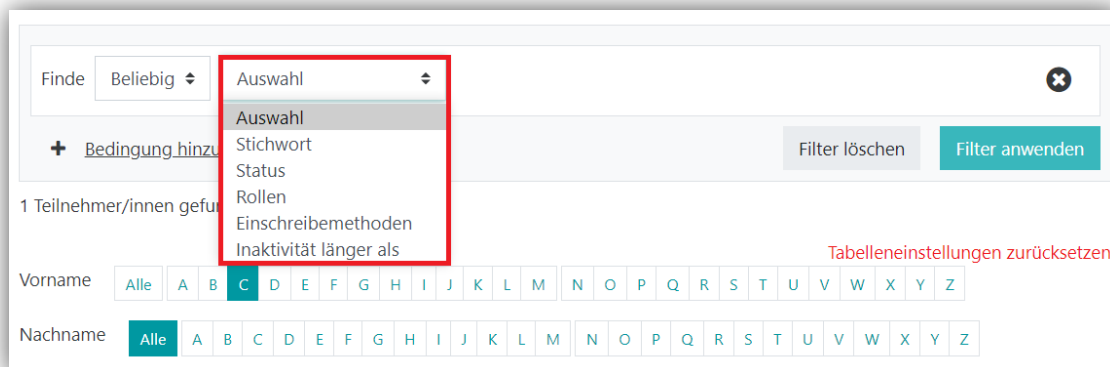 Finde Beliebig Auswahl
Auswahl
Stichwort
Status
Rollen
Einschreibemethoden
Inaktivität länger als
Bedingung hinzu
Filter löschen Filter anwenden
1 Teilnehmer/innen gefu
Tabelleneinstellungen zurücksetzen
Vorname Alle A B C D E F G H I J K L M N O P Q R S T U V W X Y Z
Nachname Alle A B C D E F G H I J K L M N O P Q R S T U V W X Y Z